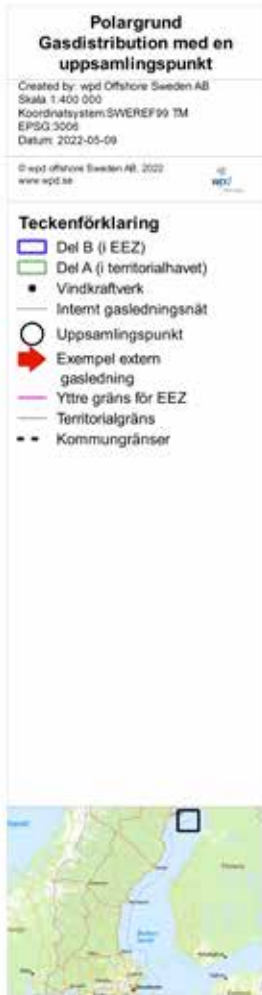 Polargrund
Gasdistribution med en
uppsamlingspunkt
Created by: wpd Offshore Sweden AB
Skala 1:400 000
Koordinatsystem:SWEREF99 TM
EPSG:3006
Datum: 2022-05-09
© wpd offshore Sweden AB, 2022
www.wpd.se
wpd
Teckenförklaring
Del B (i EEZ)
Del A (i territorialhavet)
Vindkraftverk
Internt gasledningsnät
Uppsamlingspunkt
Exempel extern
gasledning
Yttre gräns för EEZ
Territorialgräns
Kommungränser